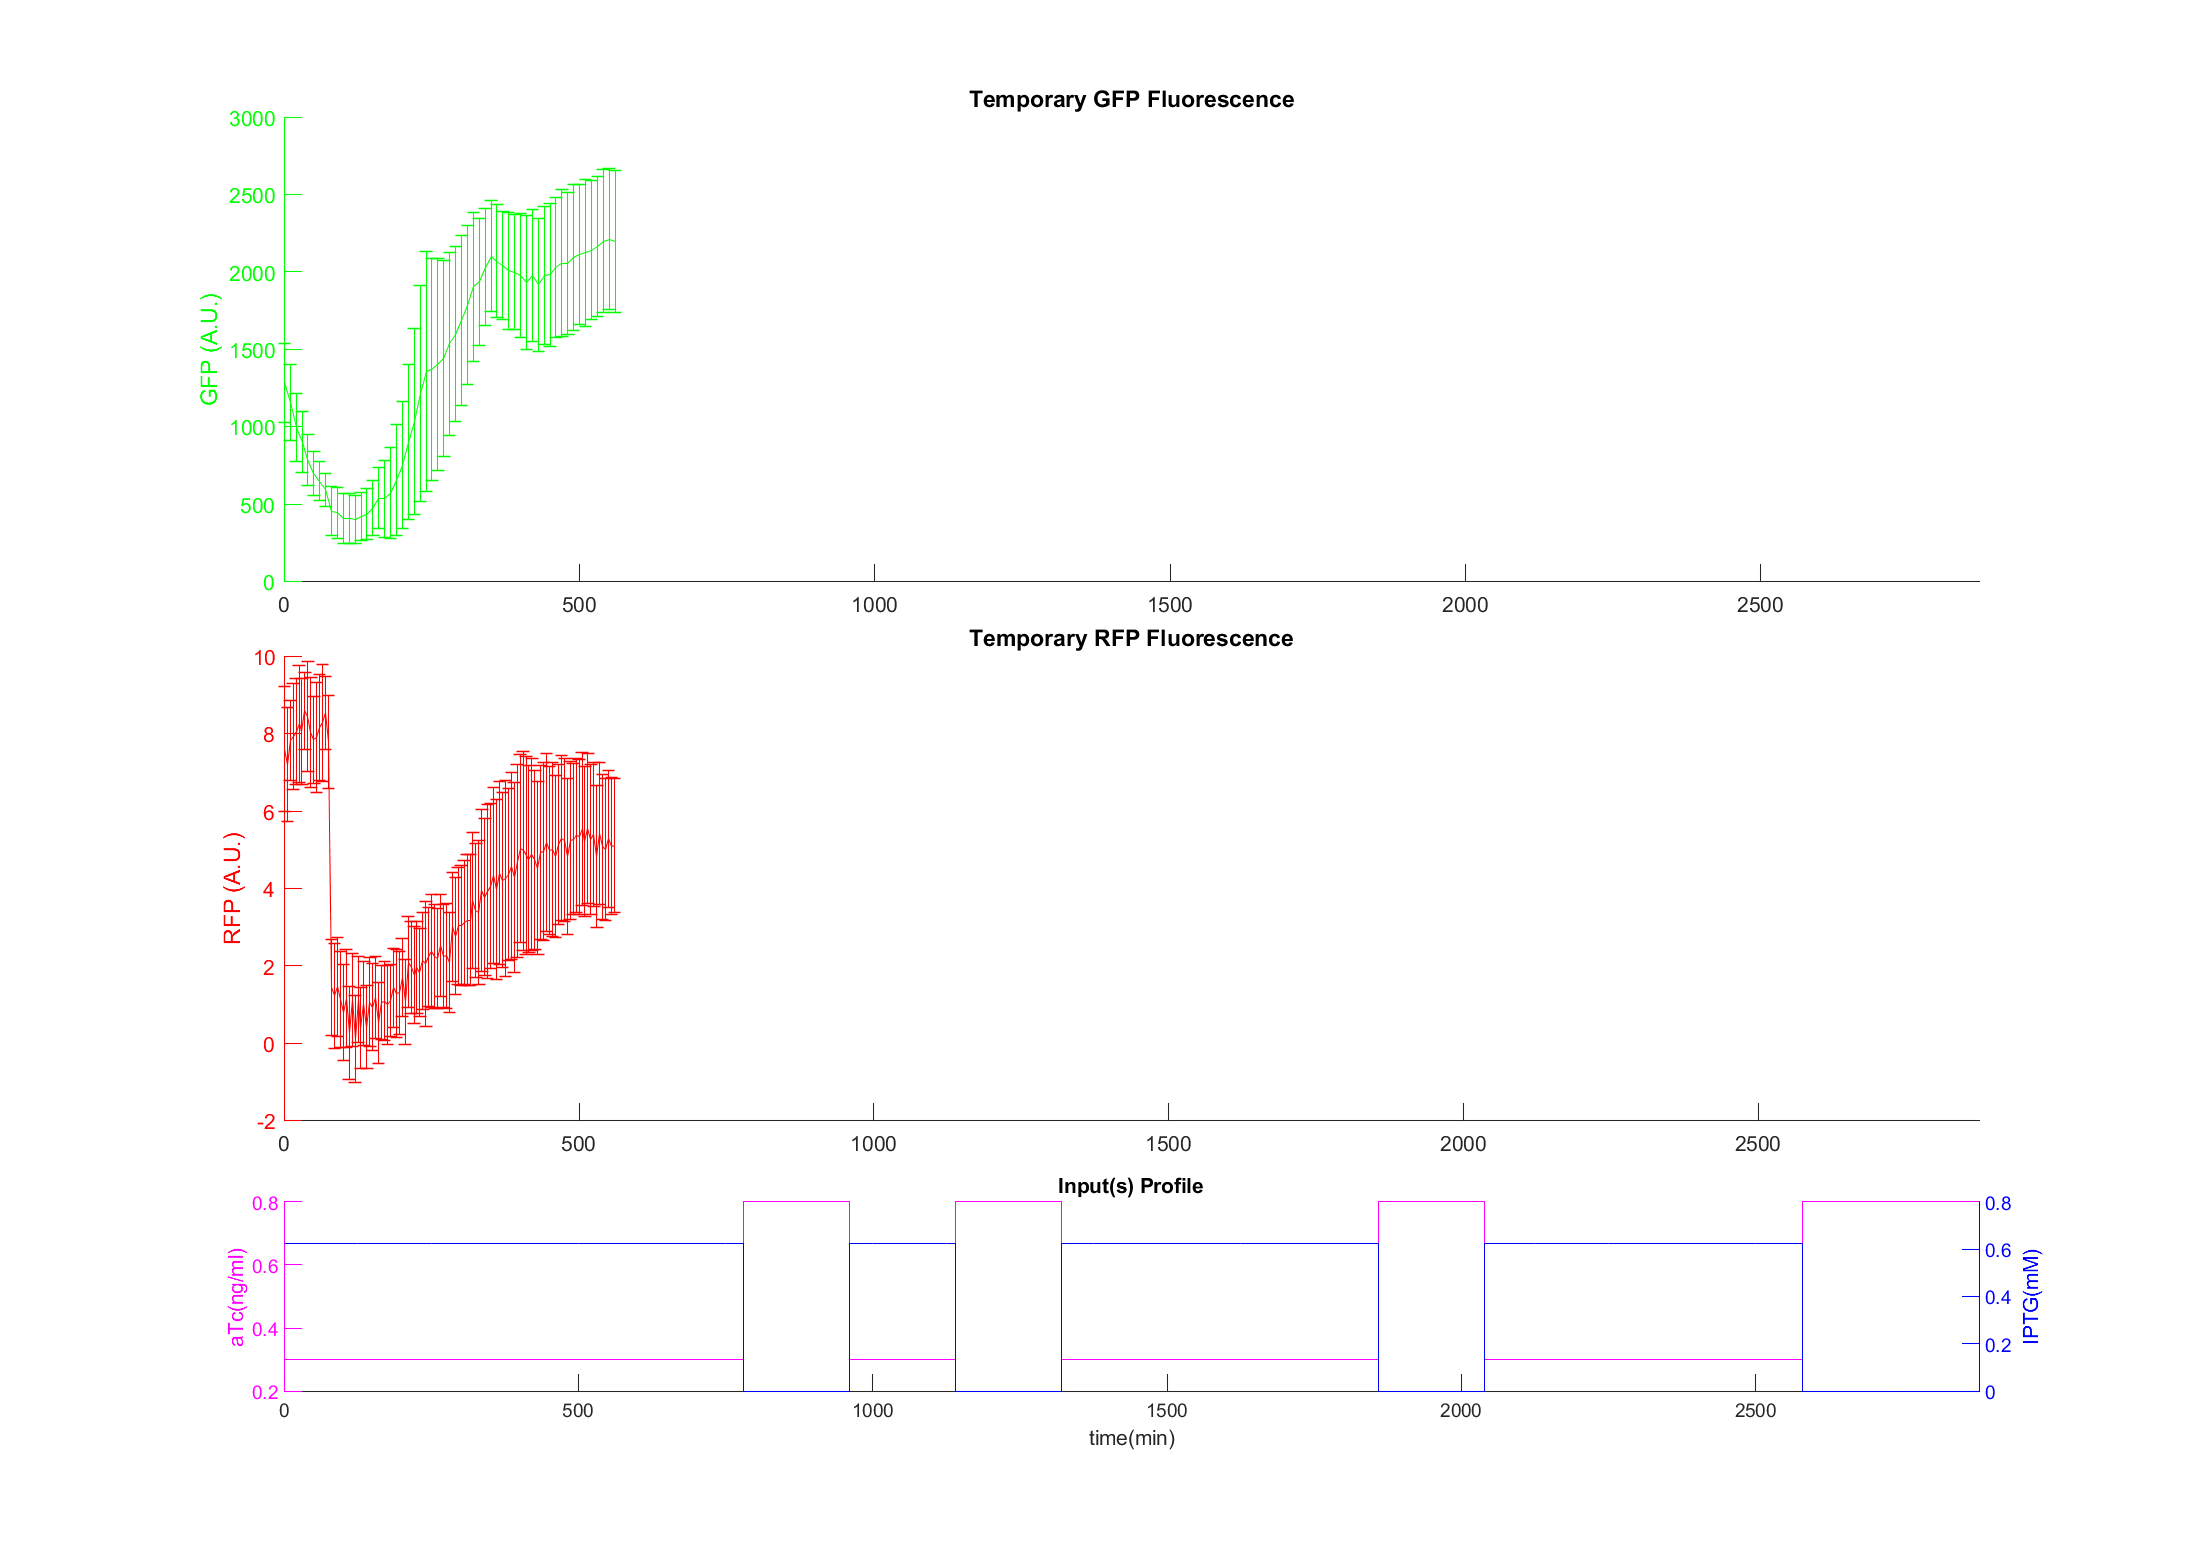 Temporary GFP Fluorescence
3000
2500
2000
1500
1000
500
0
GFP (A.U.)
0 500 1000 1500 2000 2500
Temporary RFP Fluorescence
10
8
6
4
2
0
-2
RFP (A.U.)
0 500 1000 1500 2000 2500
Input(s) Profile
0.8
0.6
0.4
0.2
aTc(ng/ml)
0.8
0.6
0.4
0.2
0
IPTG(mM)
0 500 1000 1500 2000 2500
time(min)